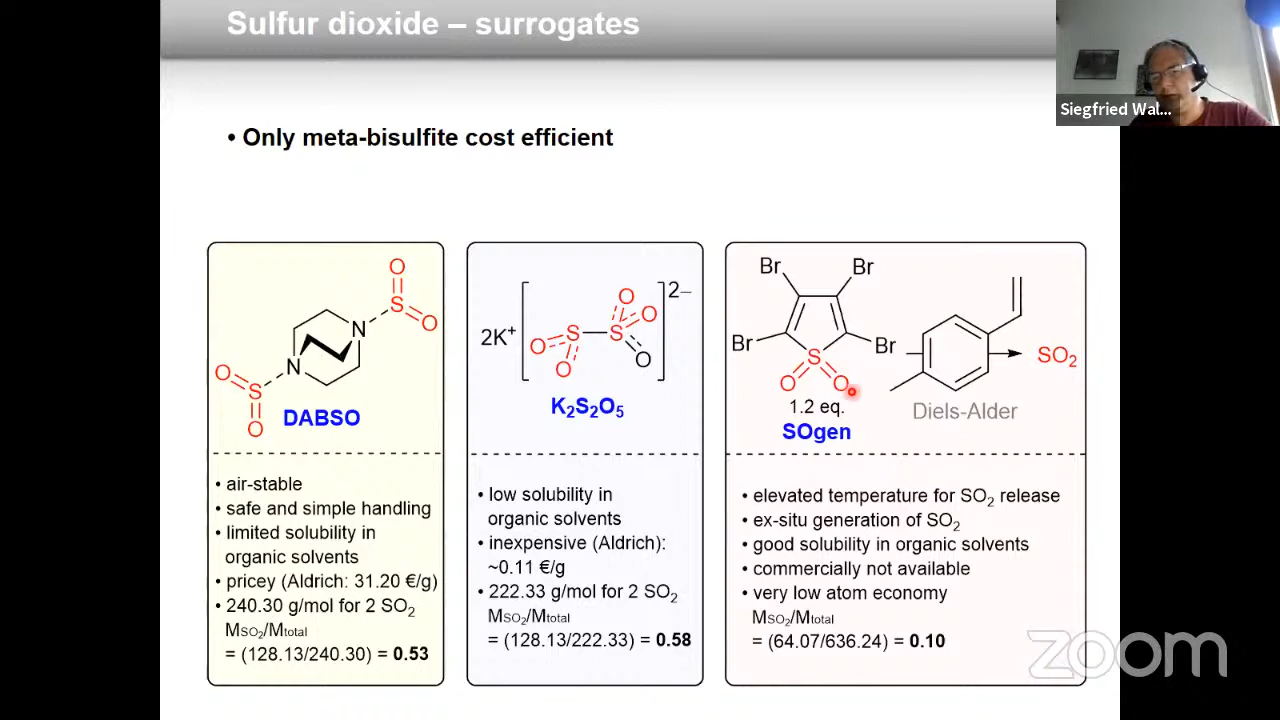 Sulfur dioxide – surrogates
Siegfried Wal...
• Only meta-bisulfite cost efficient
O
S
O
N
N
O
S
O
DABSO
• air-stable
• safe and simple handling
• limited solubility in
organic solvents
• pricey (Aldrich: 31.20 €/g)
• 240.30 g/mol for 2 SO₂
MSO₂/Mtotal
= (128.13/240.30) = 0.53
2K⁺
2–
O
O
S
S
O
O
O
K₂S₂O₅
• low solubility in
organic solvents
• inexpensive (Aldrich):
~0.11 €/g
• 222.33 g/mol for 2 SO₂
MSO₂/Mtotal
= (128.13/222.33) = 0.58
Br
Br
Br
Br
S
O
O
1.2 eq.
SOgen
SO₂
Diels-Alder
• elevated temperature for SO₂ release
• ex-situ generation of SO₂
• good solubility in organic solvents
• commercially not available
• very low atom economy
MSO₂/Mtotal
= (64.07/636.24) = 0.10
zoom